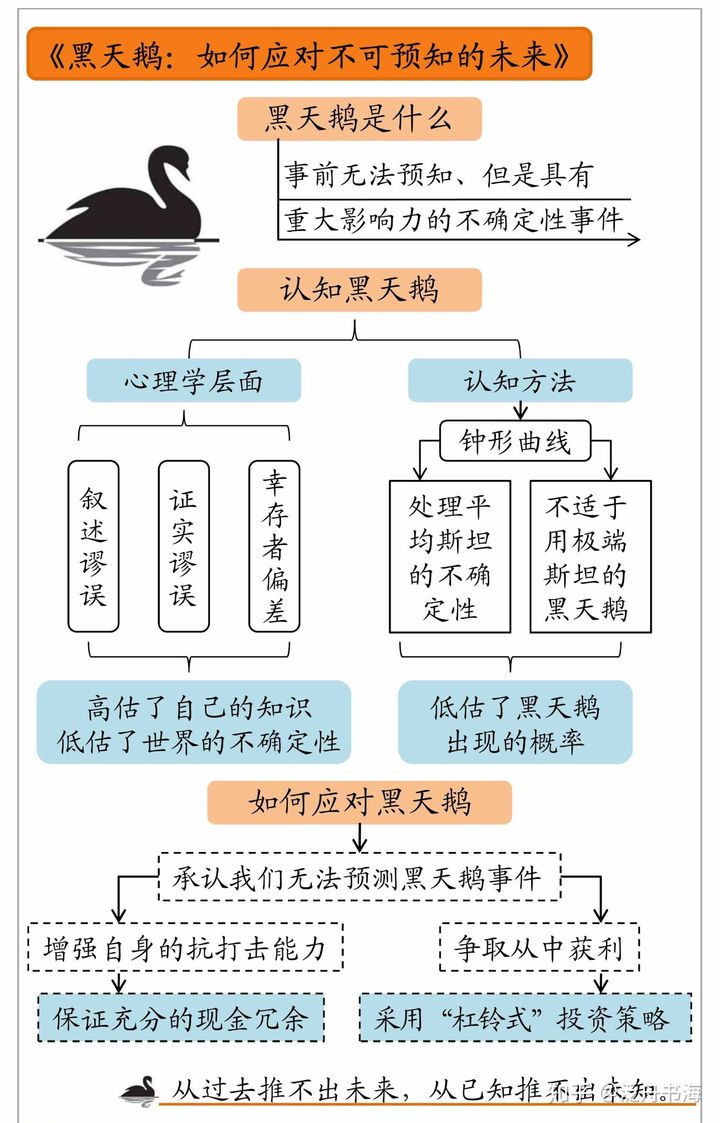 《黑天鹅：如何应对不可预知的未来》
黑天鹅是什么
事前无法预知、但是具有
重大影响力的不确定性事件
认知黑天鹅
心理学层面
认知方法
钟形曲线
叙述谬误
证实谬误
幸存者偏差
处理平
均斯坦
的不确
定性
不适于
用极端
斯坦的
黑天鹅
高估了自己的知识
低估了世界的不确定性
低估了黑天鹅
出现的概率
如何应对黑天鹅
承认我们无法预测黑天鹅事件
增强自身的抗打击能力
争取从中获利
保证充分的现金冗余
采用“杠铃式”投资策略
从过去推不出未来，从已知推不出未知。
知乎 @泛舟书海